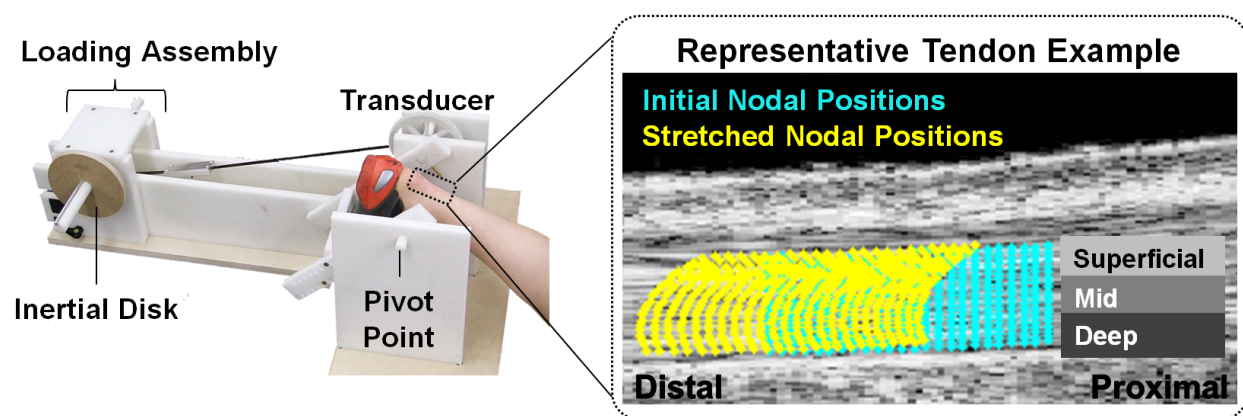 Loading Assembly
Transducer
Inertial Disk
Pivot
Point
Representative Tendon Example
Initial Nodal Positions
Stretched Nodal Positions
Superficial
Mid
Deep
Distal
Proximal